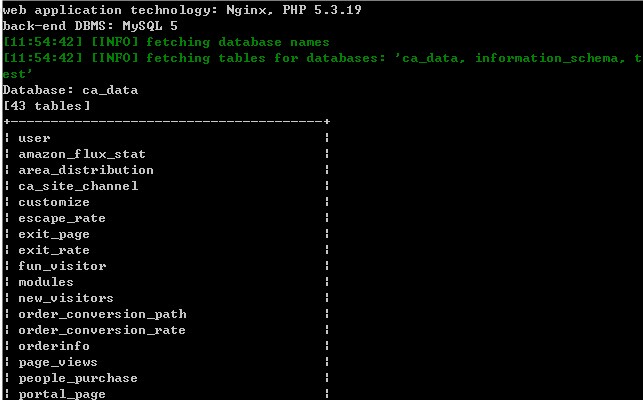 web application technology: Nginx, PHP 5.3.19
back-end DBMS: MySQL 5
[11:54:42] [INFO] fetching database names
[11:54:42] [INFO] fetching tables for databases: 'ca_data, information_schema, t
est'
Database: ca_data
[43 tables]
+---------------------------------------+
¦ user ¦
¦ amazon_flux_stat ¦
¦ area_distribution ¦
¦ ca_site_channel ¦
¦ customize ¦
¦ escape_rate ¦
¦ exit_page ¦
¦ exit_rate ¦
¦ fun_visitor ¦
¦ modules ¦
¦ new_visitors ¦
¦ order_conversion_path ¦
¦ order_conversion_rate ¦
¦ orderinfo ¦
¦ page_views ¦
¦ people_purchase ¦
¦ portal_page ¦